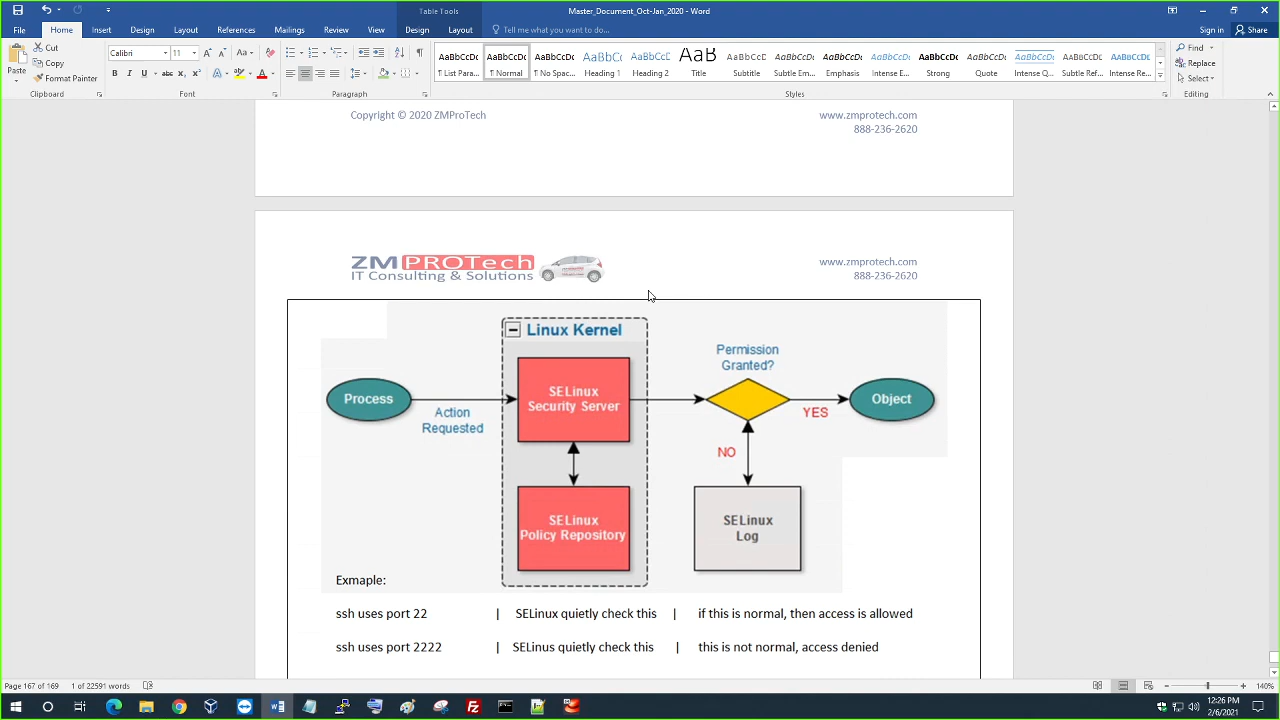 Table Tools
Master_Document_Oct-Jan_2020 - Word
File Home Insert Design Layout References Mailings Review View Design Layout Tell me what you want to do... Sign in Share
Paste
Cut
Copy
Format Painter
Clipboard
Calibri 11
Font
Paragraph
AaBbCcDc AaBbCcDc AaBbCcDc AaBbCc AaBbCcD AaB AaBbCcD AaBbCcDc AaBbCcDc AaBbCcDc AaBbCcDc AaBbCcDc AaBbCcDc AaBbCcDc AaBbCcDc
¶ List Para... ¶ Normal ¶ No Spac... Heading 1 Heading 2 Title Subtitle Subtle Em... Emphasis Intense E... Strong Quote Intense Q... Subtle Ref... Intense Re...
Styles
Find
Replace
Select
Editing
Copyright © 2020 ZMProTech www.zmprotech.com
888-236-2620
ZMPROTech
IT Consulting & Solutions
www.zmprotech.com
888-236-2620
Linux Kernel
Process
Action
Requested
SELinux
Security Server
SELinux
Policy Repository
Permission
Granted?
YES
Object
NO
SELinux
Log
Exmaple:
ssh uses port 22 | SELinux quietly check this | if this is normal, then access is allowed
ssh uses port 2222 | SELinus quietly check this | this is not normal, access denied
Page 167 of 169 1 of 22591 words 140%
12:26 PM
2/6/2021